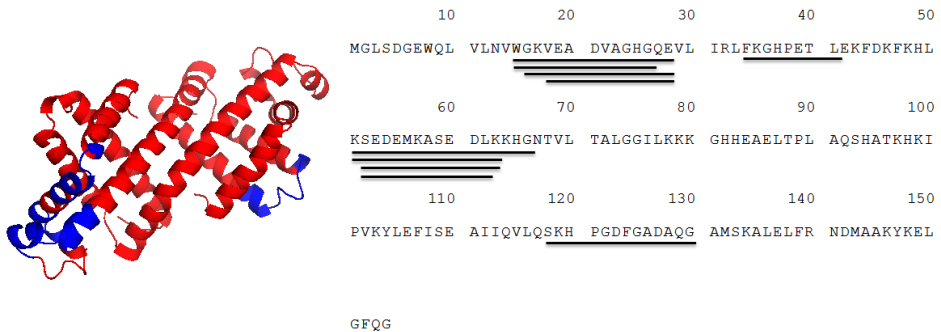 10 20 30 40 50
MGLSDGEWQL VLNVWGKVEA DVAGHGQEVL IRLFKGHPET LEKFDKFKHL
60 70 80 90 100
KSEDEMKASE DLKKHGNTVL TALGGILKKK GHHEAELTPL AQSHATKHKI
110 120 130 140 150
PVKYLEFISE AIIQVLQSKH PGDFGADAQG AMSKALELFR NDMAAKYKEL
GFQG